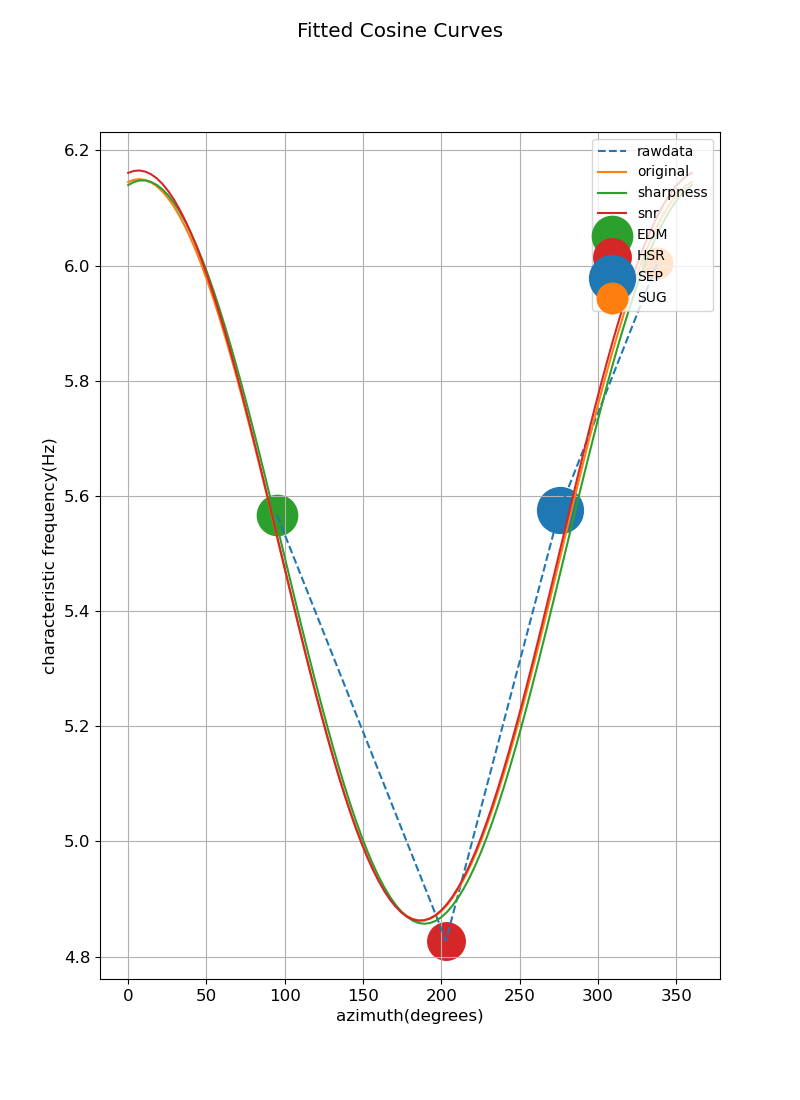 Fitted Cosine Curves
6.2
6.0
5.8
5.6
5.4
5.2
5.0
4.8
characteristic frequency(Hz)
rawdata
original
sharpness
snr
EDM
HSR
SEP
SUG
0 50 100 150 200 250 300 350
azimuth(degrees)